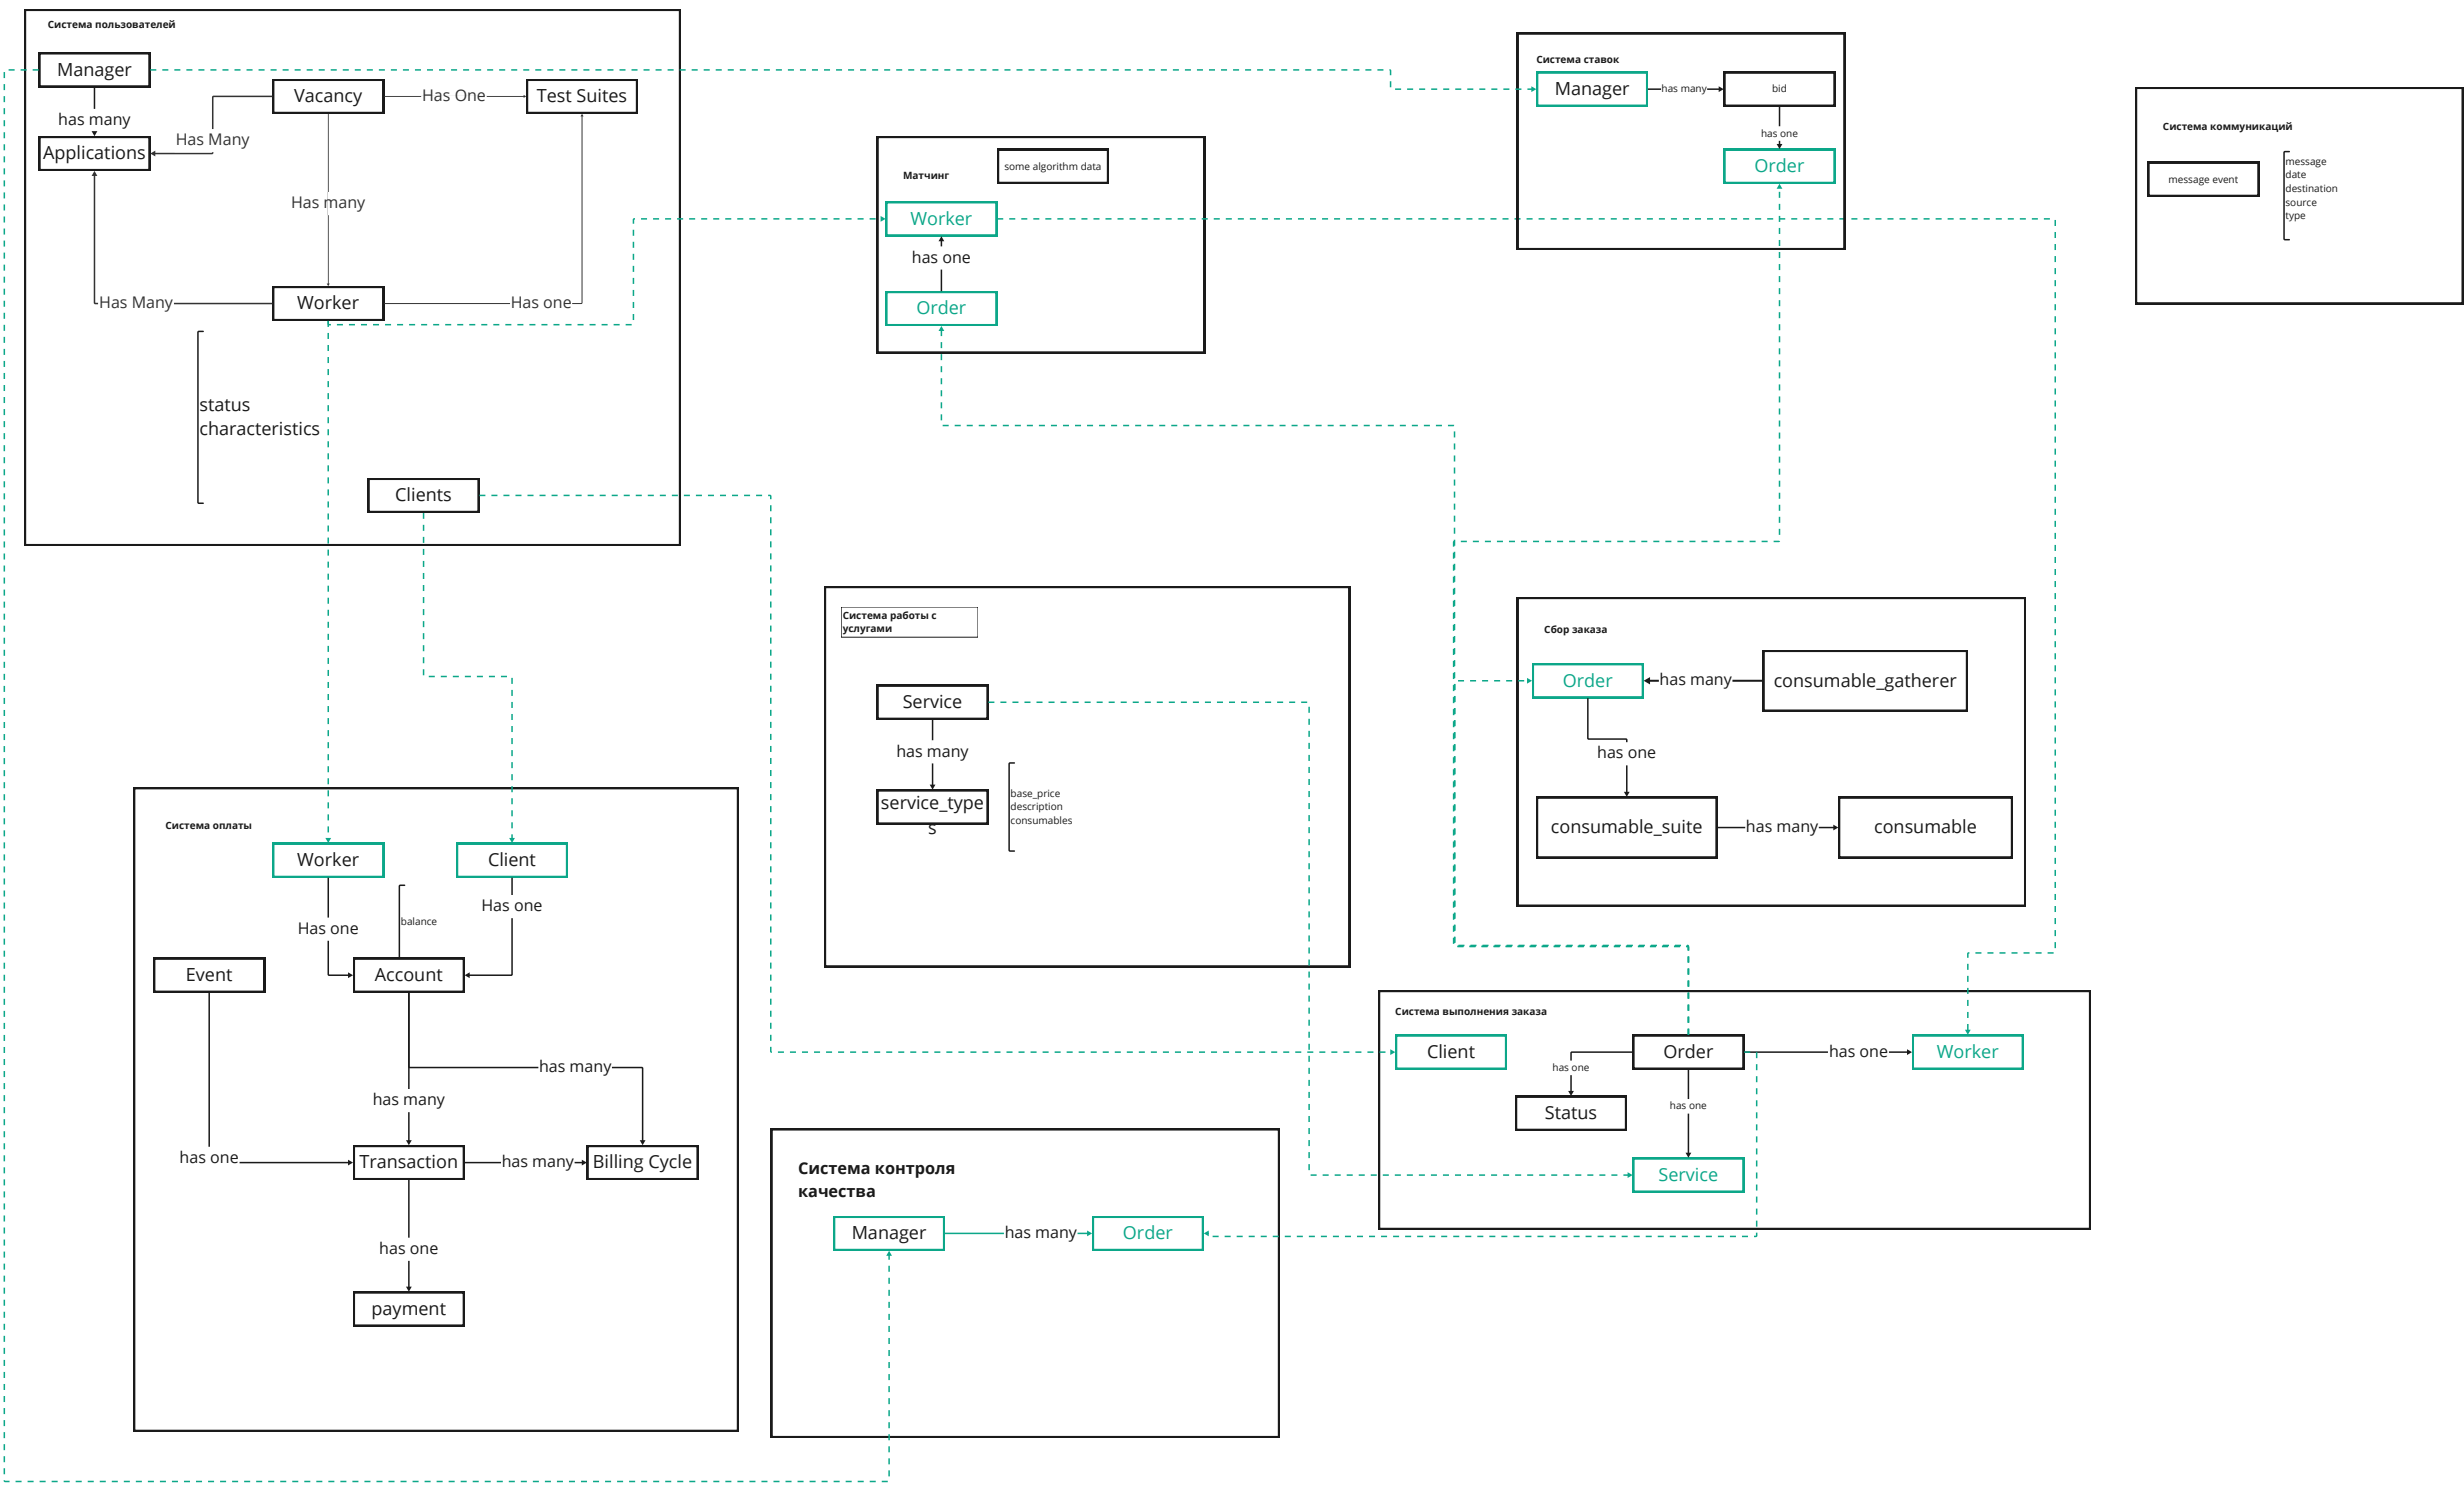 Система пользователей
Manager
has many
Applications
Vacancy
Has Many
Has One
Test Suites
Has many
Has Many
Worker
Has one
status
characteristics
Clients
Матчинг
some algorithm data
Worker
has one
Order
Система ставок
Manager
has many
bid
has one
Order
Система коммуникаций
message event
message
date
destination
source
type
Система работы с
услугами
Service
has many
service_type
s
base_price
description
consumables
Сбор заказа
Order
has many
consumable_gatherer
has one
consumable_suite
has many
consumable
Система оплаты
Worker
Client
Has one
Has one
balance
Event
Account
has many
has many
has one
Transaction
has many
Billing Cycle
has one
payment
Система контроля
качества
Manager
has many
Order
Система выполнения заказа
Client
Order
has one
Worker
has one
Status
has one
Service